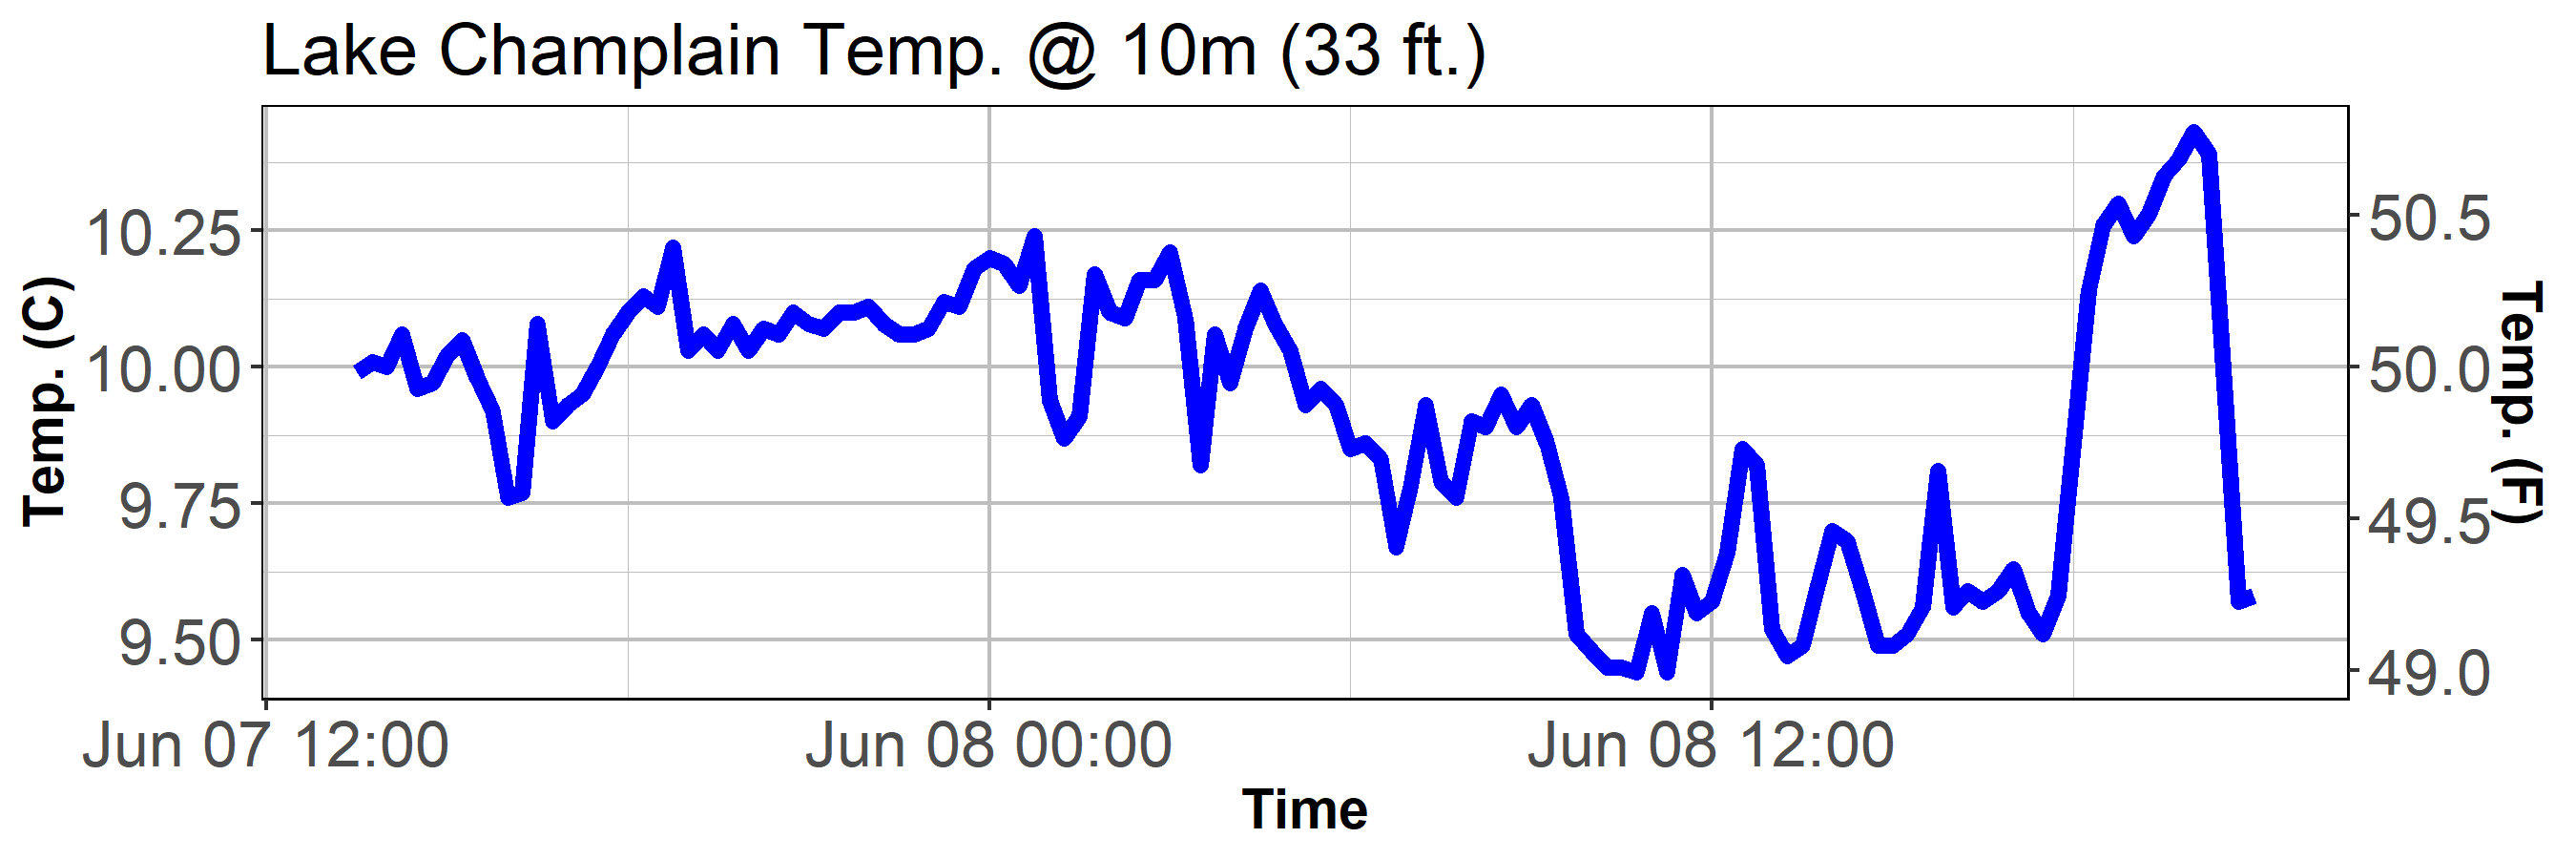 Lake Champlain Temp. @ 10m (33 ft.)
Temp. (C)
10.25
10.00
9.75
9.50
50.5
50.0
49.5
49.0
Temp. (F)
Jun 07 12:00
Jun 08 00:00
Jun 08 12:00
Time